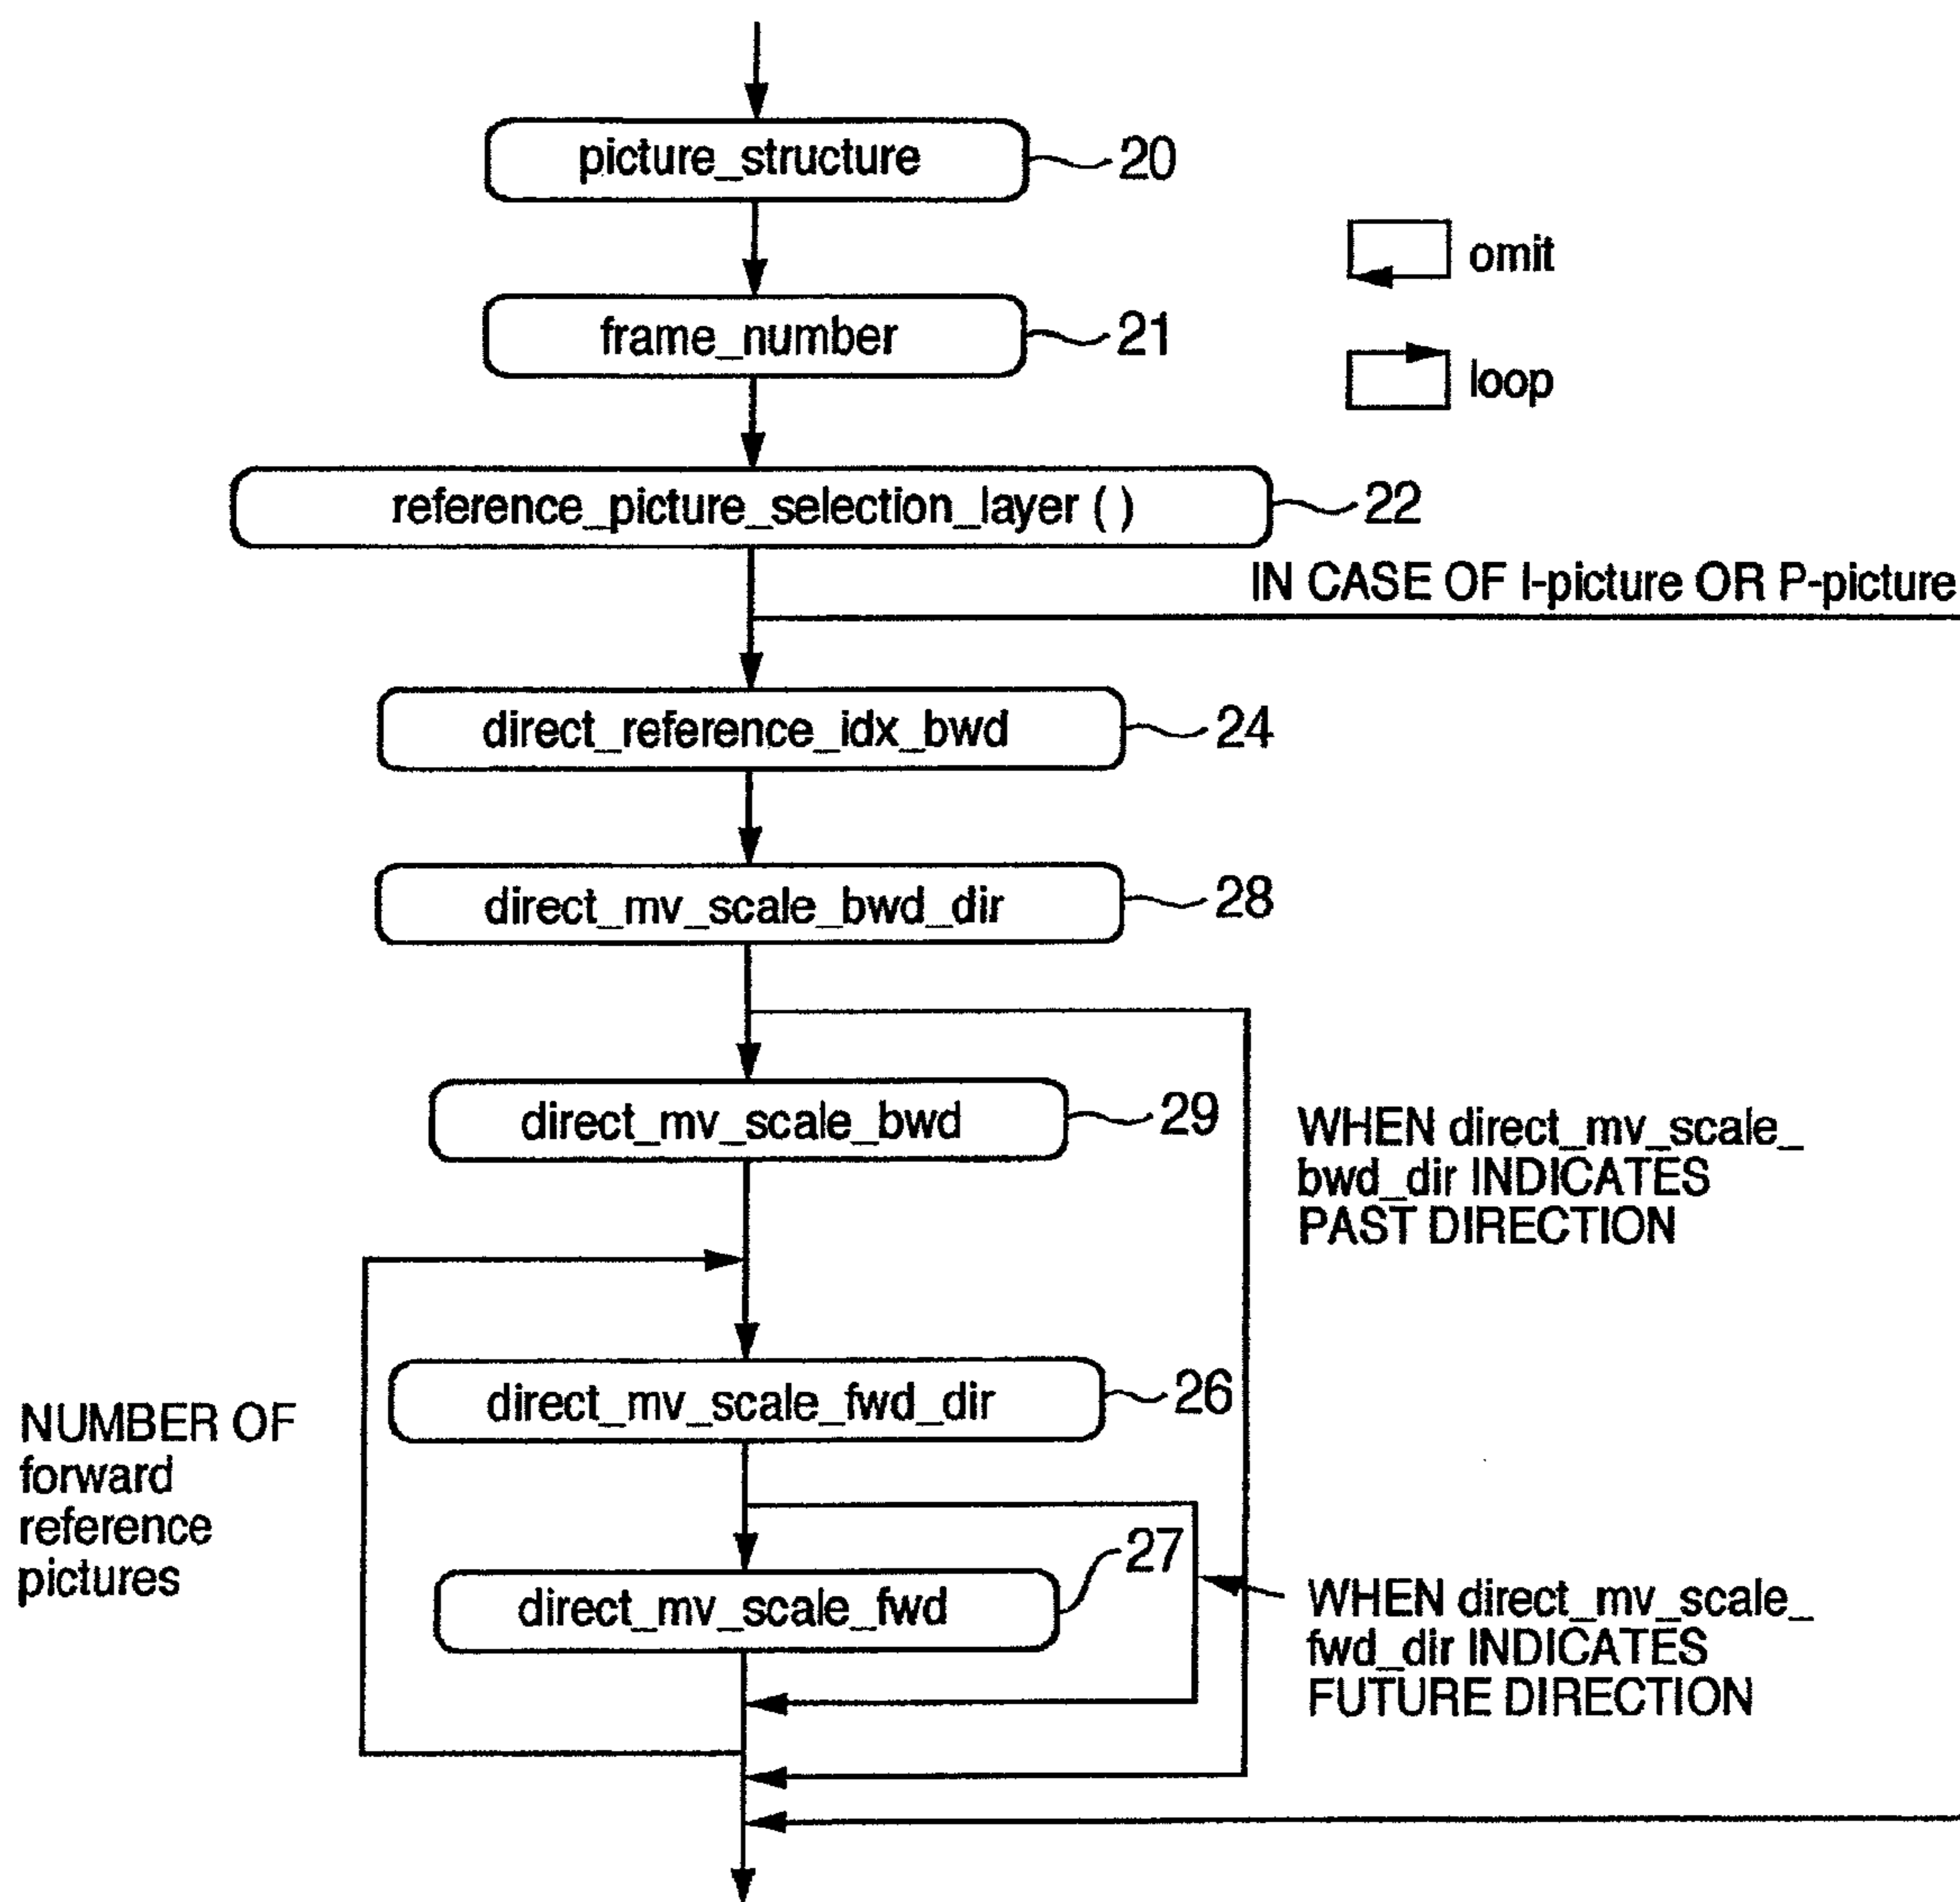 picture_structure 20
frame_number 21
omit
loop
reference_picture_selection_layer ( ) 22
IN CASE OF I-picture OR P-picture
direct_reference_idx_bwd 24
direct_mv_scale_bwd_dir 28
direct_mv_scale_bwd 29
WHEN direct_mv_scale_
bwd_dir INDICATES
PAST DIRECTION
direct_mv_scale_fwd_dir 26
NUMBER OF
forward
reference
pictures
direct_mv_scale_fwd 27
WHEN direct_mv_scale_
fwd_dir INDICATES
FUTURE DIRECTION